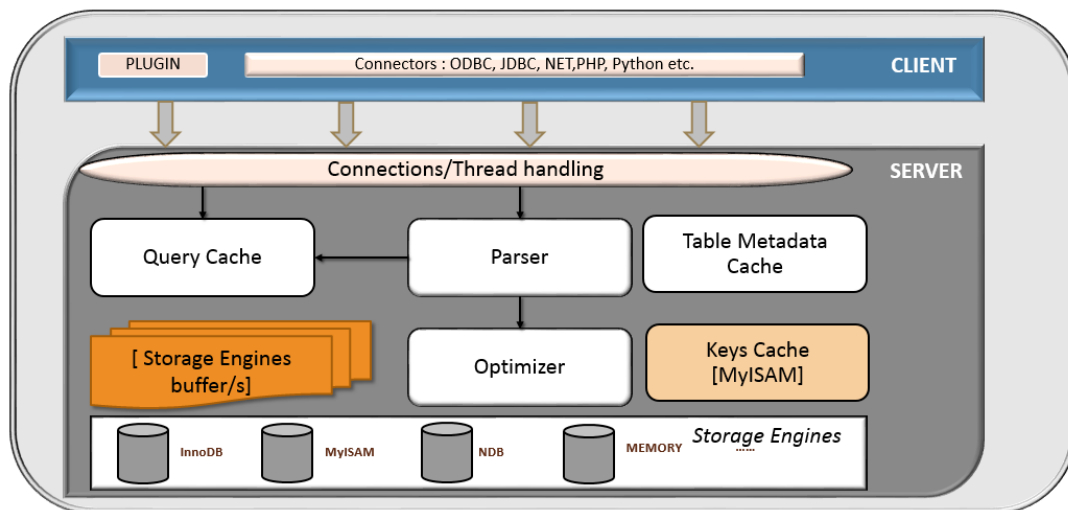 PLUGIN
Connectors : ODBC, JDBC, NET,PHP, Python etc.
CLIENT
Connections/Thread handling
SERVER
Query Cache
Parser
Table Metadata
Cache
[ Storage Engines
buffer/s]
Optimizer
Keys Cache
[MyISAM]
Storage Engines
InnoDB
MyISAM
NDB
MEMORY
......